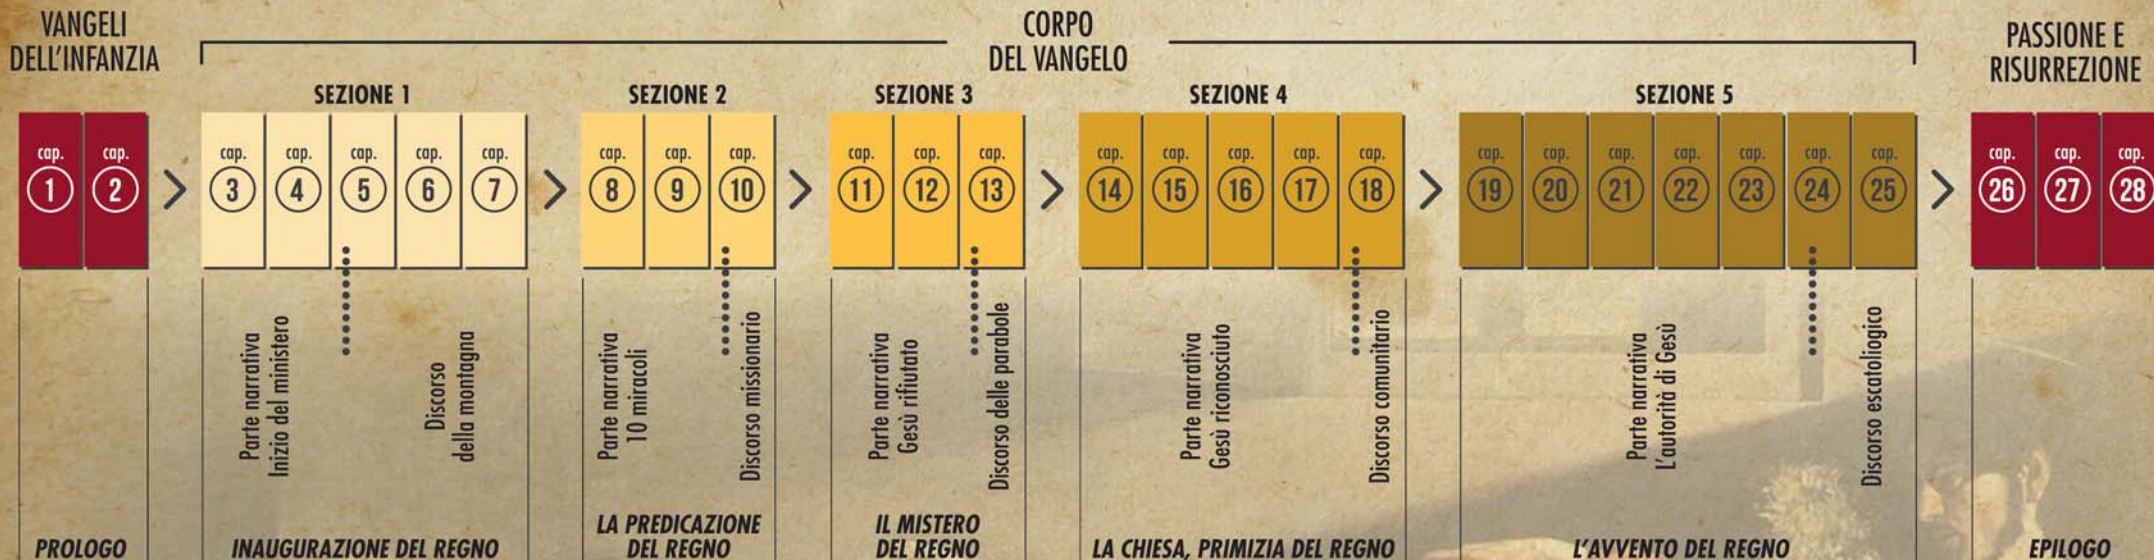 VANGELI
DELL'INFANZIA
CORPO
DEL VANGELO
PASSIONE E
RISURREZIONE
SEZIONE 1
SEZIONE 2
SEZIONE 3
SEZIONE 4
SEZIONE 5
cap. cap. cap. cap. cap. cap. cap. cap. cap. cap. cap. cap. cap. cap. cap. cap. cap. cap. cap. cap. cap. cap. cap. cap. cap. cap. cap. cap.
1 2 > 3 4 5 6 7 > 8 9 10 > 11 12 13 > 14 15 16 17 18 > 19 20 21 22 23 24 25 > 26 27 28
Parte narrativa
Inizio del ministero
Discorso
della montagna
Parte narrativa
10 miracoli
Discorso missionario
Parte narrativa
Gesù rifiutato
Discorso delle parabole
Parte narrativa
Gesù riconosciuto
Discorso comunitario
Parte narrativa
L'autorità di Gesù
Discorso escatoliogico
PROLOGO
INAUGURAZIONE DEL REGNO
LA PREDICAZIONE
DEL REGNO
IL MISTERO
DEL REGNO
LA CHIESA, PRIMIZIA DEL REGNO
L'AVVENTO DEL REGNO
EPILOGO